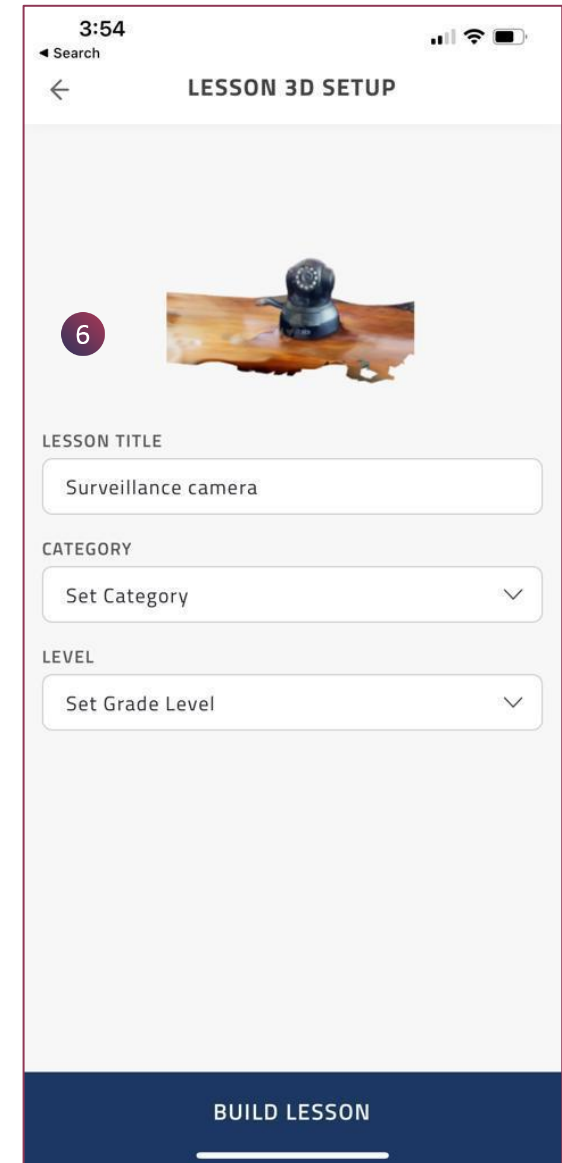 3:54
◄ Search
LESSON 3D SETUP
6
LESSON TITLE
Surveillance camera
CATEGORY
Set Category
LEVEL
Set Grade Level
BUILD LESSON